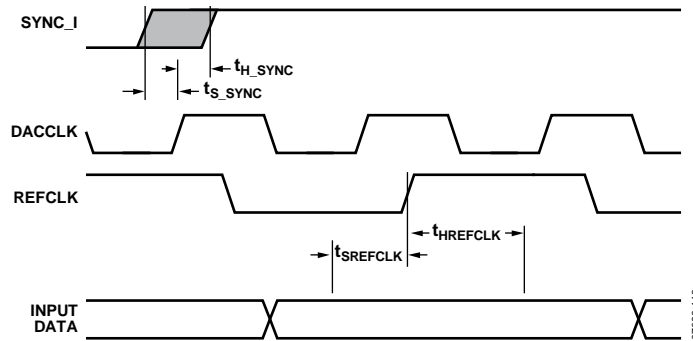 SYNC_I
tH_SYNC
tS_SYNC
DACCLK
REFCLK
tHREFCLK
tSREFCLK
INPUT
DATA